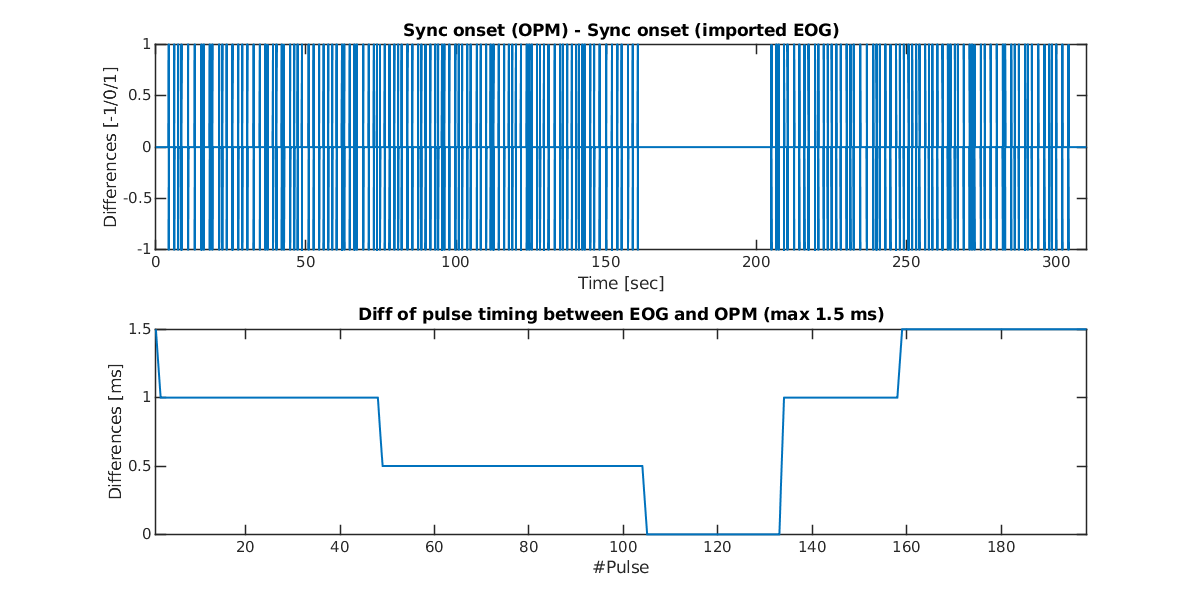 Sync onset (OPM) - Sync onset (imported EOG)
Differences [-1/0/1]
1
0.5
0
-0.5
-1
0 50 100 150 200 250 300
Time [sec]
Diff of pulse timing between EOG and OPM (max 1.5 ms)
Differences [ms]
1.5
1
0.5
0
20 40 60 80 100 120 140 160 180
#Pulse